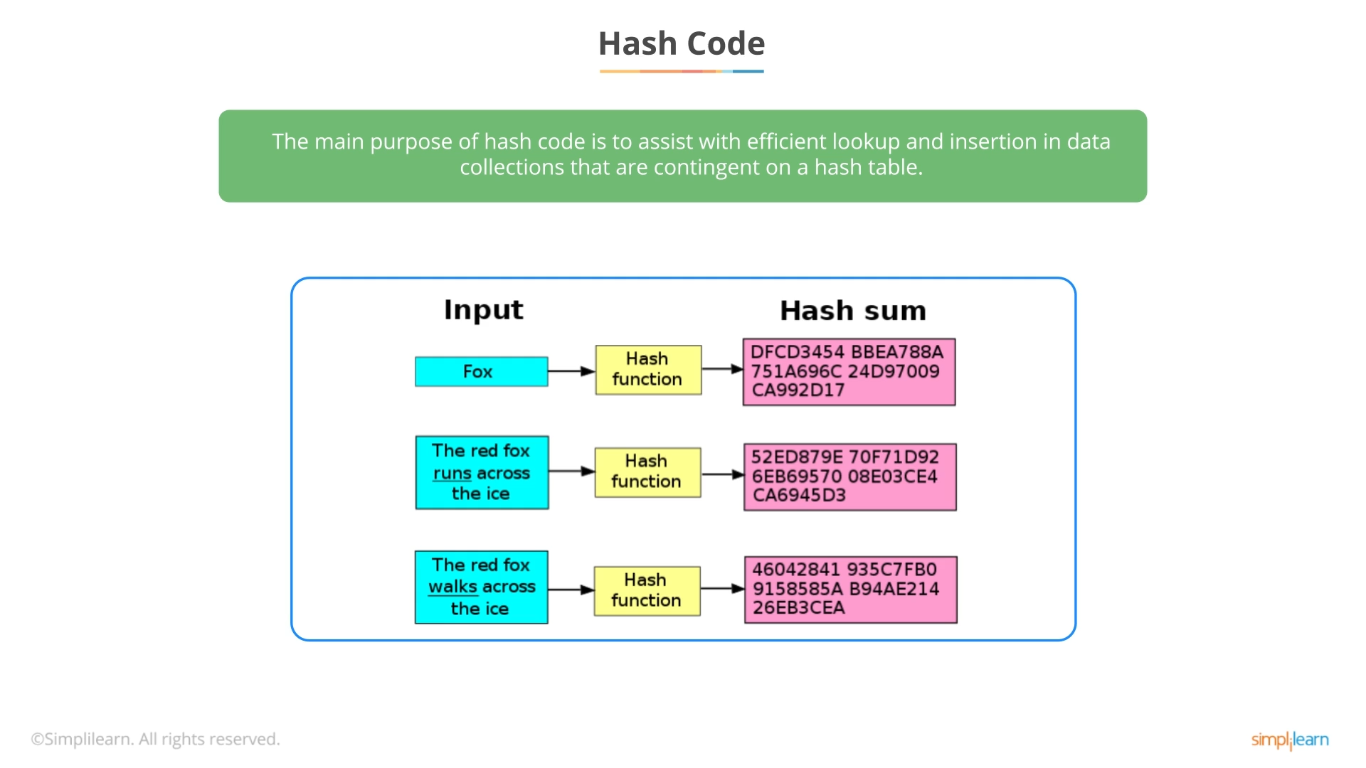 Hash Code
The main purpose of hash code is to assist with efficient lookup and insertion in data
collections that are contingent on a hash table.
Input
Hash sum
Fox
Hash
function
DFCD3454 BBEA788A
751A696C 24D97009
CA992D17
The red fox
runs across
the ice
Hash
function
52ED879E 70F71D92
6EB69570 08E03CE4
CA6945D3
The red fox
walks across
the ice
Hash
function
46042841 935C7FB0
9158585A B94AE214
26EB3CEA
©Simplilearn. All rights reserved.
simplilearn